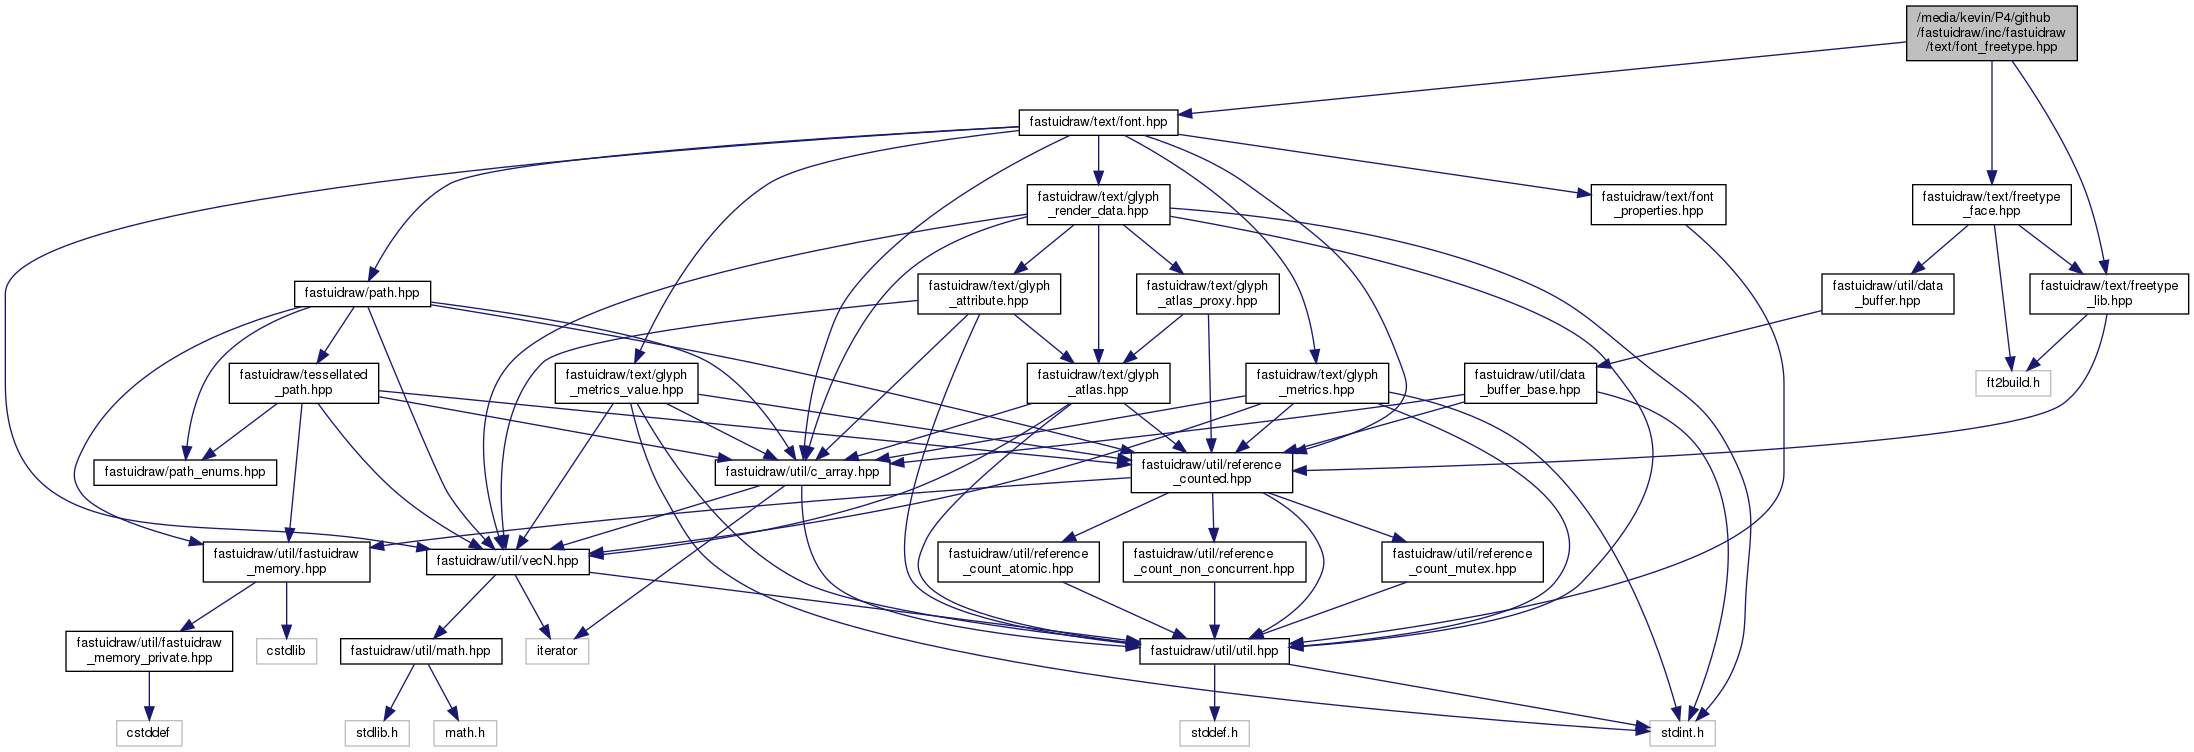 /media/kevin/P4/github
/fastuidraw/inc/fastuidraw
/text/font_freetype.hpp
fastuidraw/text/font.hpp
fastuidraw/text/glyph
_render_data.hpp
fastuidraw/text/font
_properties.hpp
fastuidraw/text/freetype
_face.hpp
fastuidraw/path.hpp
fastuidraw/text/glyph
_attribute.hpp
fastuidraw/text/glyph
_atlas_proxy.hpp
fastuidraw/util/data
_buffer.hpp
fastuidraw/text/freetype
_lib.hpp
fastuidraw/tessellated
_path.hpp
fastuidraw/text/glyph
_metrics_value.hpp
fastuidraw/text/glyph
_atlas.hpp
fastuidraw/text/glyph
_metrics.hpp
fastuidraw/util/data
_buffer_base.hpp
ft2build.h
fastuidraw/path_enums.hpp
fastuidraw/util/c_array.hpp
fastuidraw/util/reference
_counted.hpp
fastuidraw/util/fastuidraw
_memory.hpp
fastuidraw/util/vecN.hpp
fastuidraw/util/reference
_count_atomic.hpp
fastuidraw/util/reference
_count_non_concurrent.hpp
fastuidraw/util/reference
_count_mutex.hpp
fastuidraw/util/fastuidraw
_memory_private.hpp
cstdlib
fastuidraw/util/math.hpp
iterator
fastuidraw/util/util.hpp
cstddef
stdlib.h
math.h
stddef.h
stdint.h